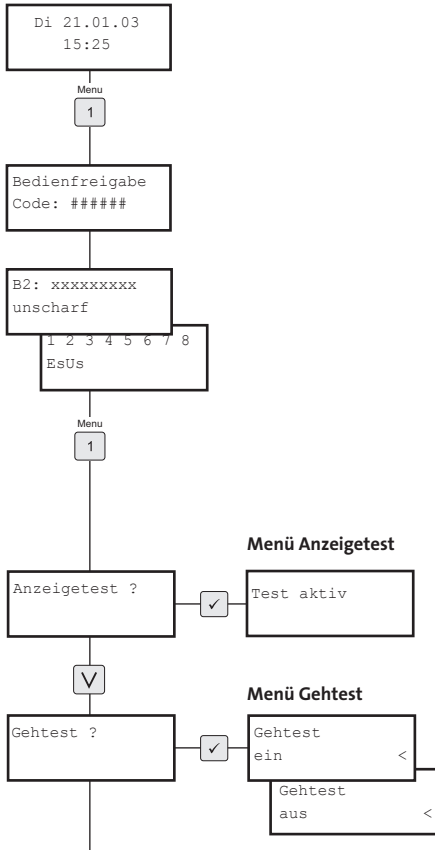 Di 21.01.03
15:25
Menu
1
Bedienfreigabe
Code: ######
B2: xxxxxxxxx
unscharf
1 2 3 4 5 6 7 8
EsUs
Menu
1
Menü Anzeigetest
Anzeigetest ?
Test aktiv
Menü Gehtest
Gehtest ?
Gehtest
ein <
Gehtest
aus <